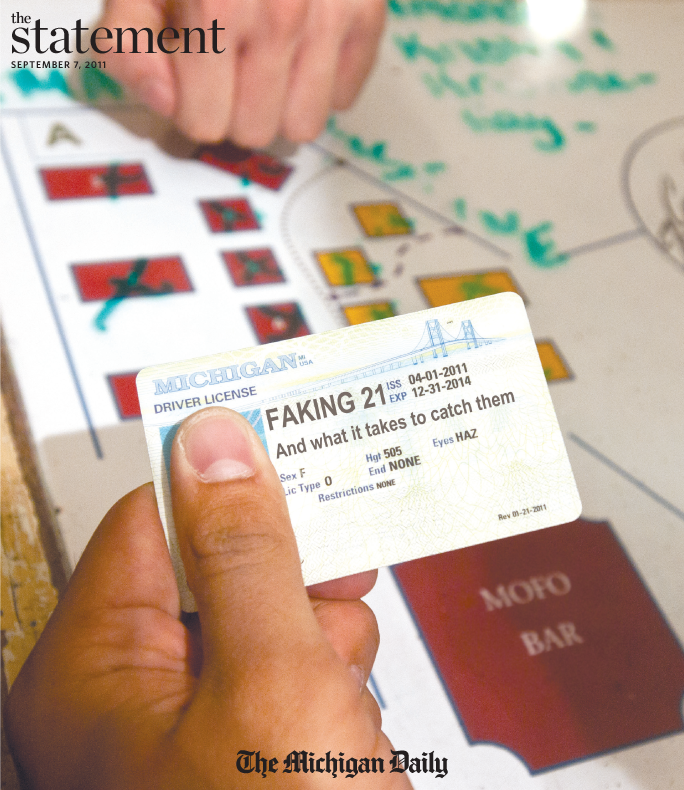 the
statement
SEPTEMBER 7, 2011
A
MICHIGAN MI
USA
DRIVER LICENSE
FAKING 21
ISS 04-01-2011
EXP 12-31-2014
And what it takes to catch them
Sex F
Hgt 505
Eyes HAZ
Lic Type O
End NONE
Restrictions NONE
Rev 01-21-2011
MOFO
BAR
The Michigan Daily